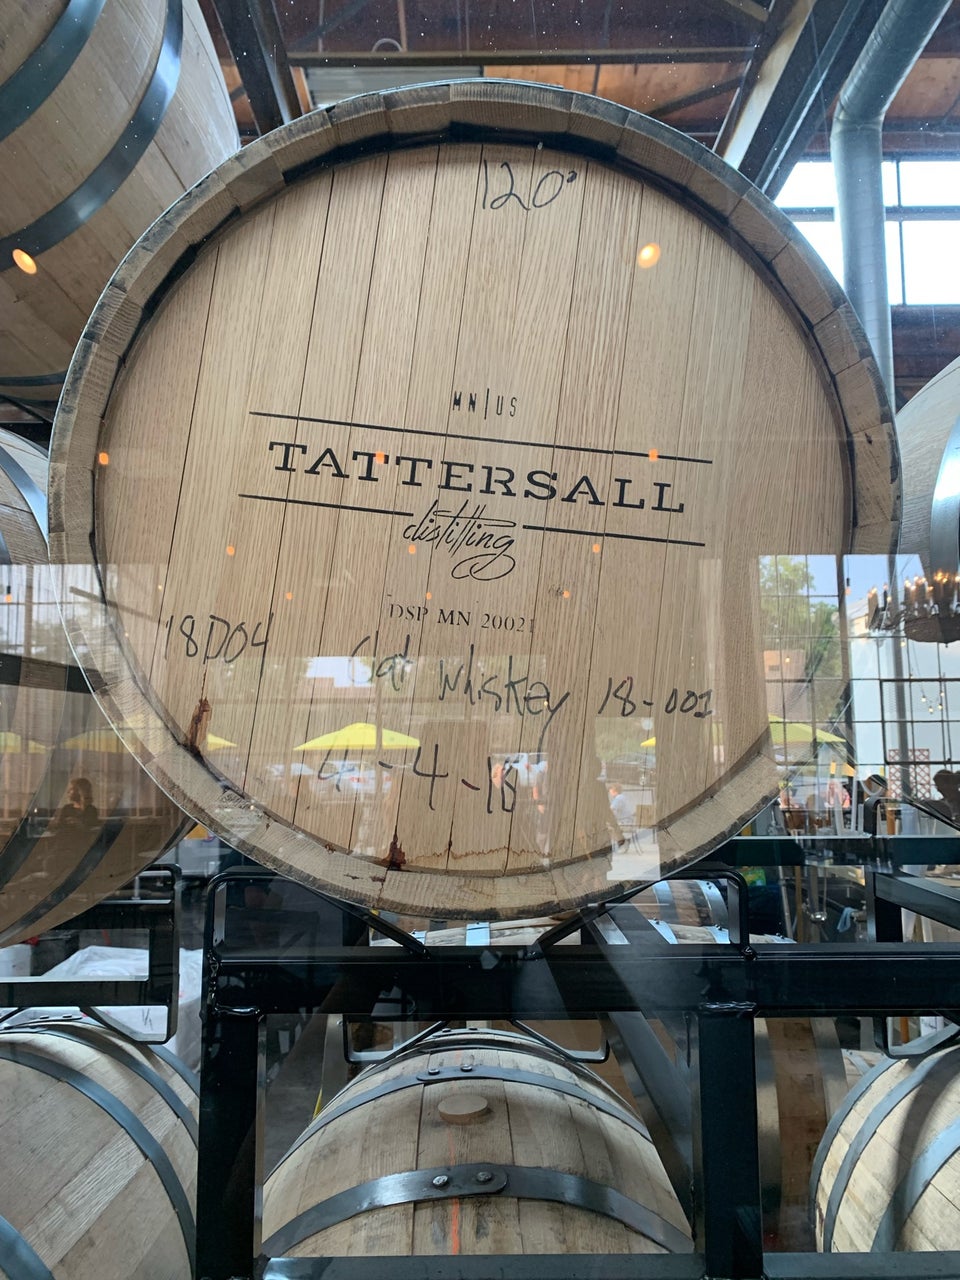 120°
MN|US
TATTERSALL
distilling
DSP MN 20021
18D04
Oat Whiskey 18-001
4-4-18